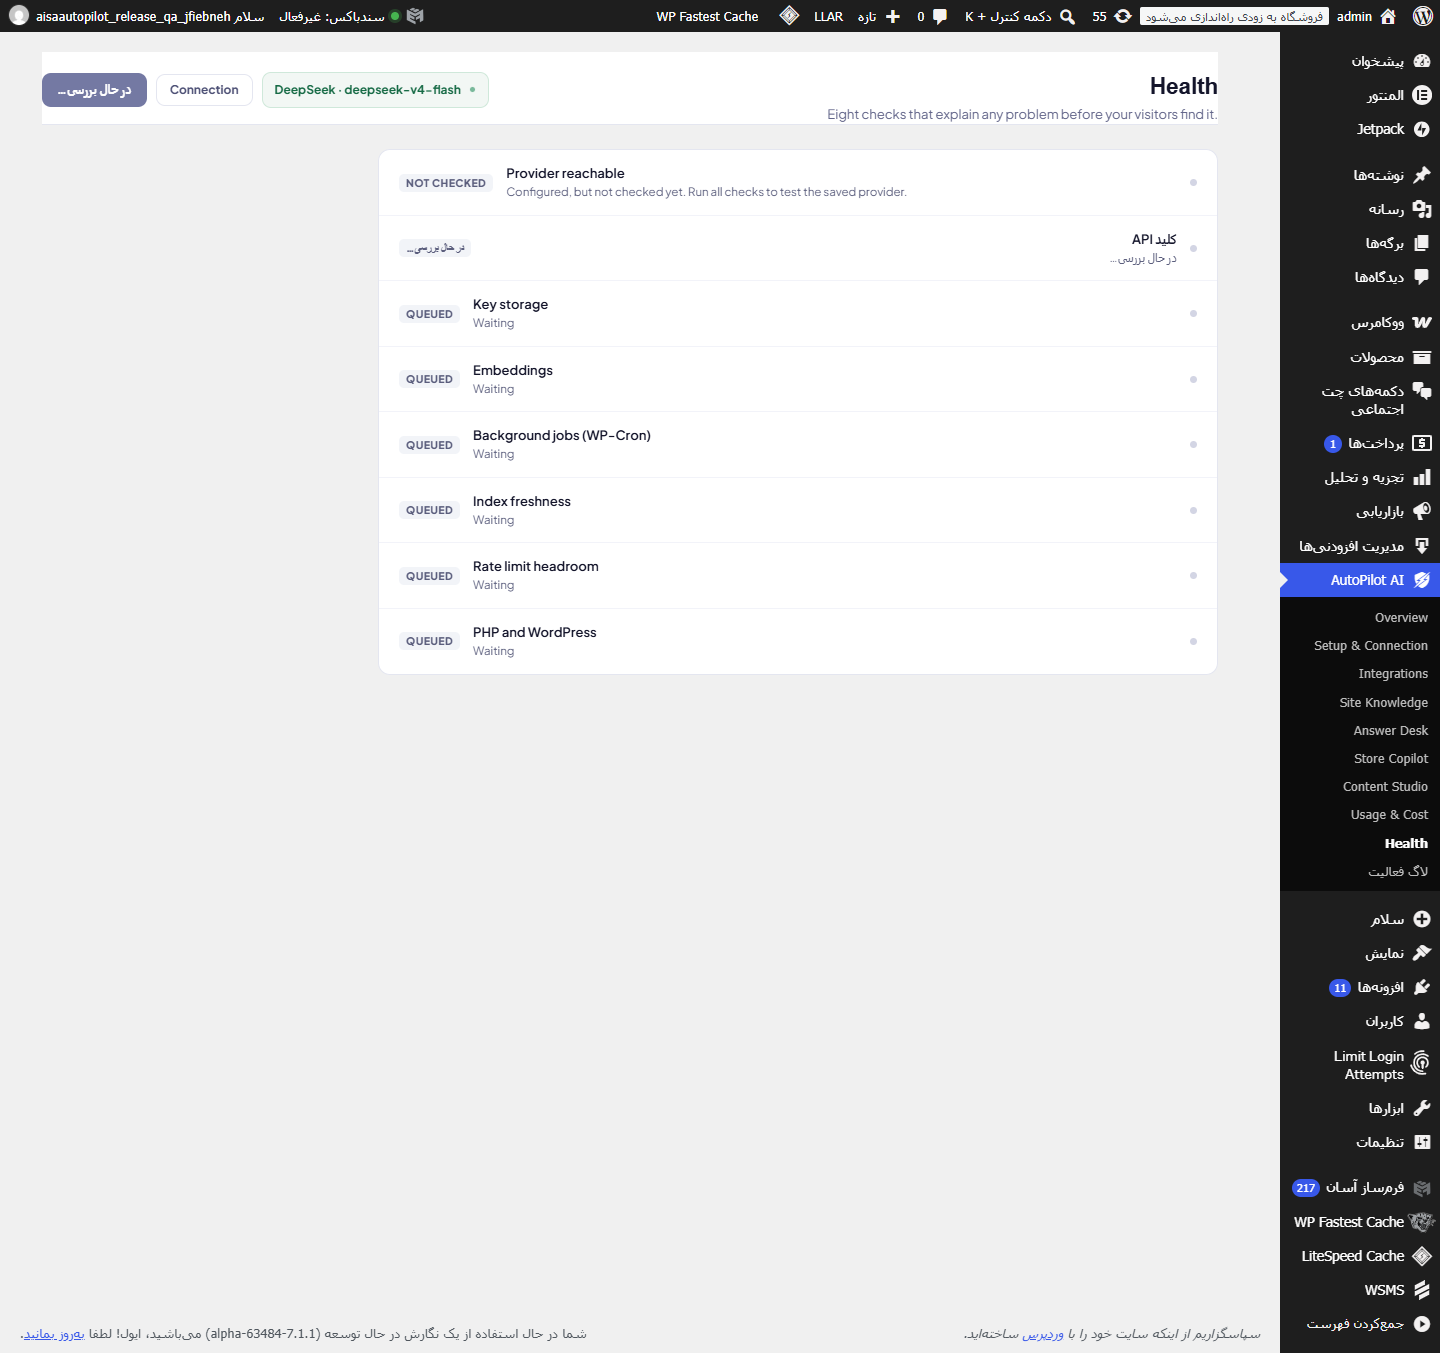 admin
فروشگاه به زودی راه‌اندازی می‌شود
55
دکمه کنترل + K
0
تازه
LLAR
WP Fastest Cache
سندباکس: غیرفعال
سلام aisaautopilot_release_qa_jfiebneh
پیشخوان
المنتور
Jetpack
نوشته‌ها
رسانه
برگه‌ها
دیدگاه‌ها
ووکامرس
محصولات
دکمه‌های چت
اجتماعی
پرداخت‌ها 1
تجزیه و تحلیل
بازاریابی
مدیریت افزودنی‌ها
AutoPilot AI
Overview
Setup & Connection
Integrations
Site Knowledge
Answer Desk
Store Copilot
Content Studio
Usage & Cost
Health
لاگ فعالیت
سلام
نمایش
افزونه‌ها 11
کاربران
Limit Login
Attempts
ابزارها
تنظیمات
فرم‌ساز آسان 217
WP Fastest Cache
LiteSpeed Cache
WSMS
جمع‌کردن فهرست
Health
Eight checks that explain any problem before your visitors find it.
DeepSeek · deepseek-v4-flash
Connection
در حال بررسی...
Provider reachable
Configured, but not checked yet. Run all checks to test the saved provider.
NOT CHECKED
کلید API
در حال بررسی...
در حال بررسی...
Key storage
Waiting
QUEUED
Embeddings
Waiting
QUEUED
Background jobs (WP-Cron)
Waiting
QUEUED
Index freshness
Waiting
QUEUED
Rate limit headroom
Waiting
QUEUED
PHP and WordPress
Waiting
QUEUED
سپاسگزاریم از اینکه سایت خود را با وردپرس ساخته‌اید.
شما در حال استفاده از یک نگارش در حال توسعه (7.1.1-alpha-63484) می‌باشید، ایول! لطفا به‌روز بمانید.